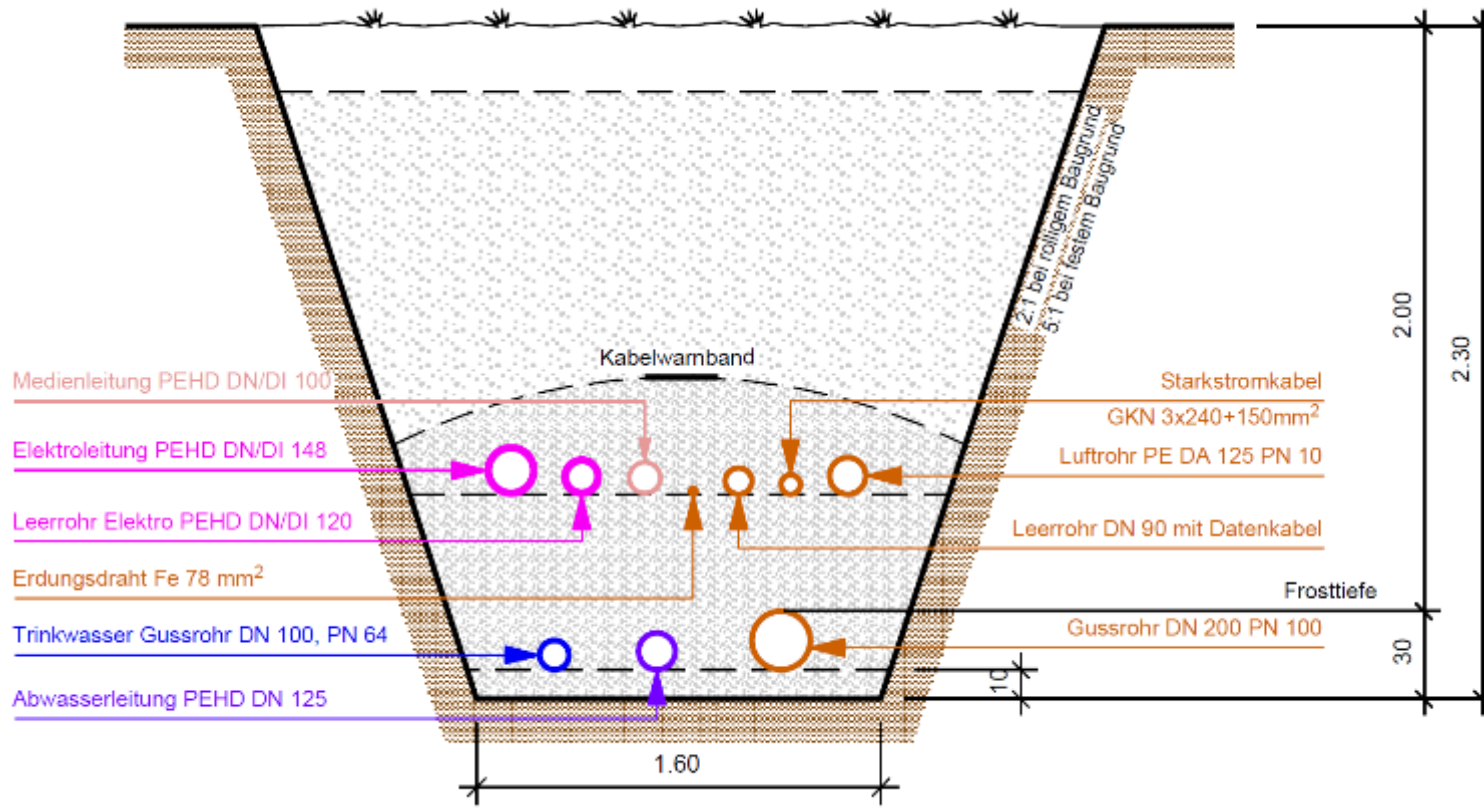 2:1 bei rolligem Baugrund
5:1 bei festem Baugrund
2.00
2.30
Kabelwarnband
Medienleitung PEHD DN/DI 100
Elektroleitung PEHD DN/DI 148
Leerrohr Elektro PEHD DN/DI 120
Erdungsdraht Fe 78 mm²
Trinkwasser Gussrohr DN 100, PN 64
Abwasserleitung PEHD DN 125
Starkstromkabel
GKN 3x240+150mm²
Luftrohr PE DA 125 PN 10
Leerrohr DN 90 mit Datenkabel
Frosttiefe
Gussrohr DN 200 PN 100
30
10
1.60